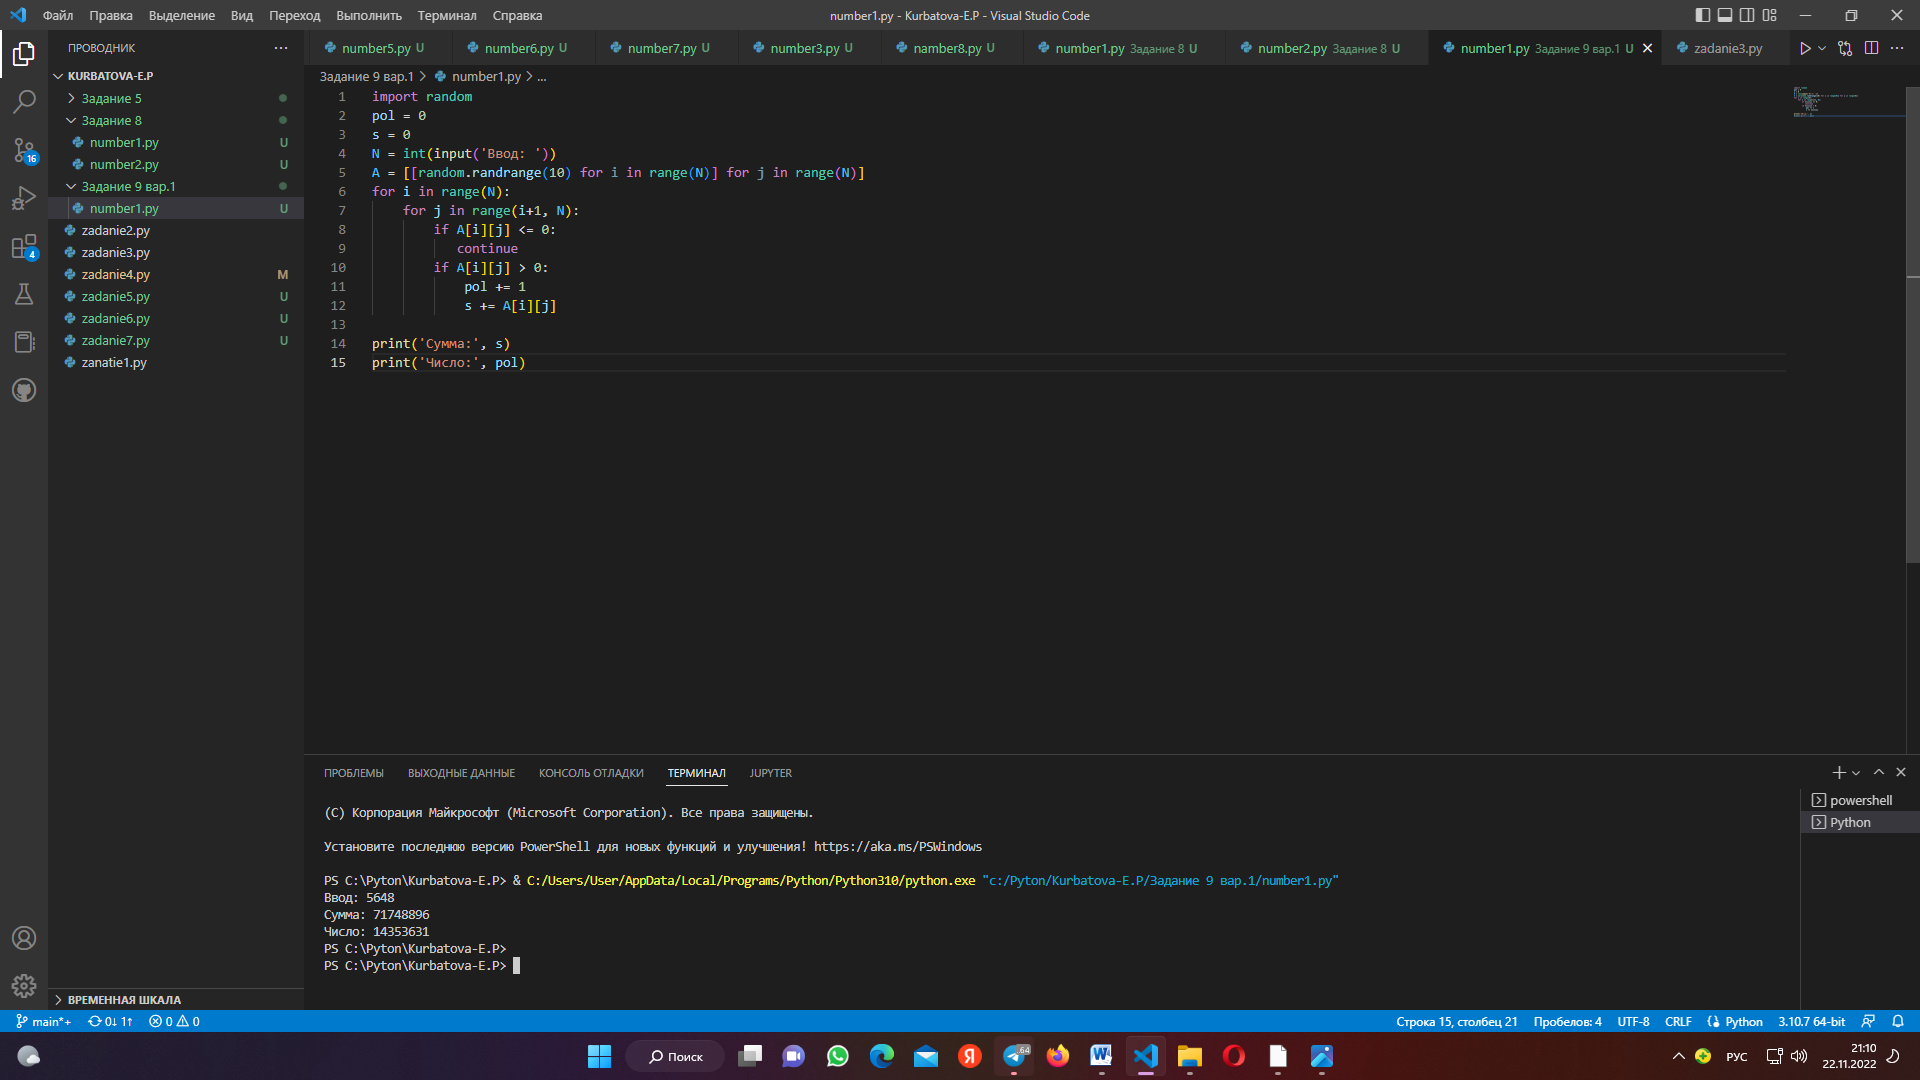 Файл Правка Выделение Вид Переход Выполнить Терминал Справка
number1.py - Kurbatova-E.P - Visual Studio Code
ПРОВОДНИК
number5.py U
number6.py U
number7.py U
number3.py U
namber8.py U
number1.py Задание 8 U
number2.py Задание 8 U
number1.py Задание 9 вар.1 U
zadanie3.py
KURBATOVA-E.P
Задание 5
Задание 8
number1.py U
number2.py U
Задание 9 вар.1
number1.py U
zadanie2.py
zadanie3.py
zadanie4.py M
zadanie5.py U
zadanie6.py U
zadanie7.py U
zanatie1.py
16
4
ВРЕМЕННАЯ ШКАЛА
Задание 9 вар.1 > number1.py > ...
1 import random
2 pol = 0
3 s = 0
4 N = int(input('Ввод: '))
5 A = [[random.randrange(10) for i in range(N)] for j in range(N)]
6 for i in range(N):
7 for j in range(i+1, N):
8 if A[i][j] <= 0:
9 continue
10 if A[i][j] > 0:
11 pol += 1
12 s += A[i][j]
13
14 print('Сумма:', s)
15 print('Число:', pol)
ПРОБЛЕМЫ ВЫХОДНЫЕ ДАННЫЕ КОНСОЛЬ ОТЛАДКИ ТЕРМИНАЛ JUPYTER
(C) Корпорация Майкрософт (Microsoft Corporation). Все права защищены.
Установите последнюю версию PowerShell для новых функций и улучшения! https://aka.ms/PSWindows
PS C:\Pyton\Kurbatova-E.P> & C:/Users/User/AppData/Local/Programs/Python/Python310/python.exe "c:/Pyton/Kurbatova-E.P/Задание 9 вар.1/number1.py"
Ввод: 5648
Сумма: 71748896
Число: 14353631
PS C:\Pyton\Kurbatova-E.P>
PS C:\Pyton\Kurbatova-E.P>
powershell
Python
main*+ 0↓ 1↑ 0 0
Строка 15, столбец 21 Пробелов: 4 UTF-8 CRLF Python 3.10.7 64-bit
Поиск
64
РУС
21:10
22.11.2022